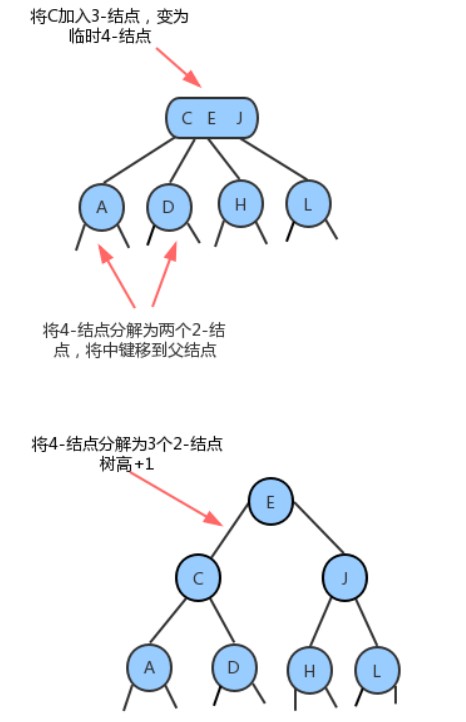 将C加入3-结点，变为
临时4-结点
C E J
A D H L
将4-结点分解为两个2-结
点，将中键移到父结点
将4-结点分解为3个2-结点
树高+1
E
C J
A D H L